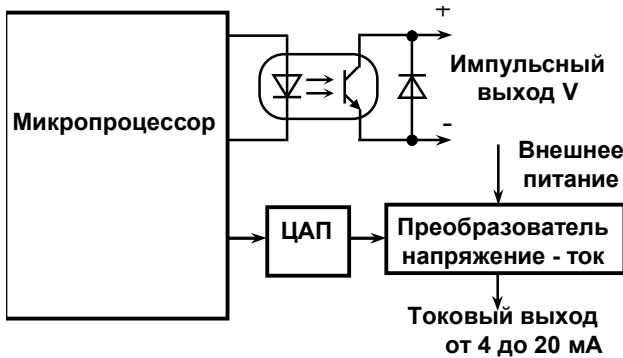 +
Импульсный
выход V
Микропроцессор
-
Внешнее
питание
ЦАП
Преобразователь
напряжение - ток
Токовый выход
от 4 до 20 мА